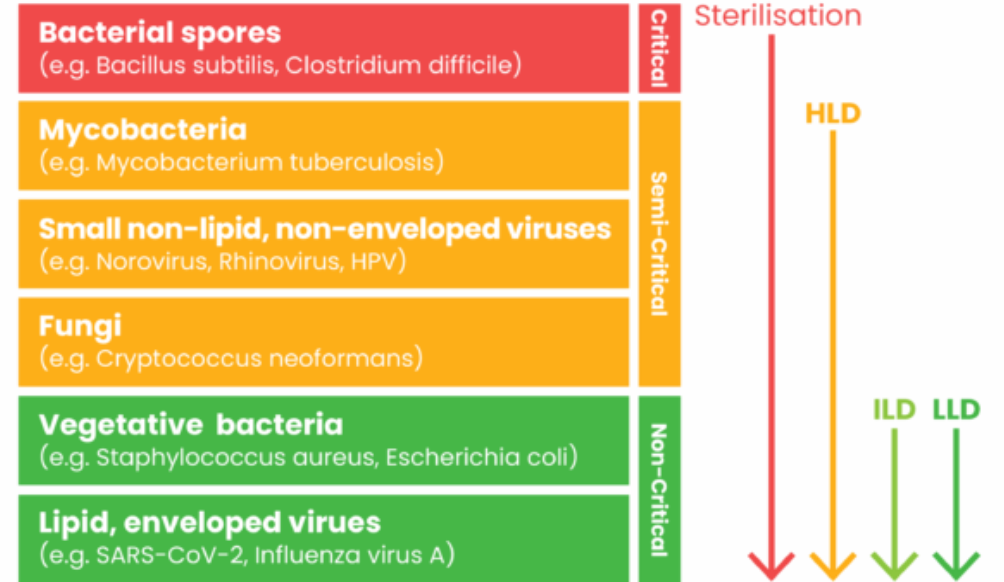 Bacterial spores
(e.g. Bacillus subtilis, Clostridium difficile)
Critical
Sterilisation
Mycobacteria
(e.g. Mycobacterium tuberculosis)
HLD
Small non-lipid, non-enveloped viruses
(e.g. Norovirus, Rhinovirus, HPV)
Semi-Critical
Fungi
(e.g. Cryptococcus neoformans)
Vegetative bacteria
(e.g. Staphylococcus aureus, Escherichia coli)
Non-Critical
ILD LLD
Lipid, enveloped virues
(e.g. SARS-CoV-2, Influenza virus A)